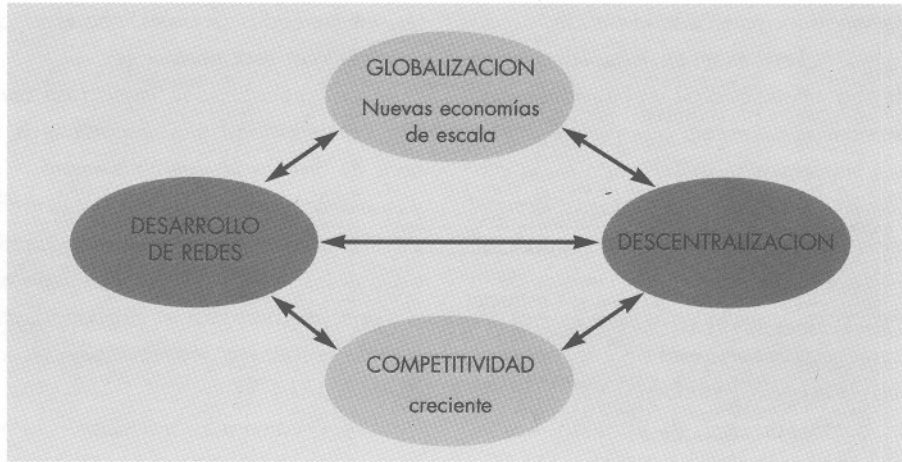 GLOBALIZACION
Nuevas economías
de escala
DESARROLLO
DE REDES
DESCENTRALIZACION
COMPETITIVIDAD
creciente